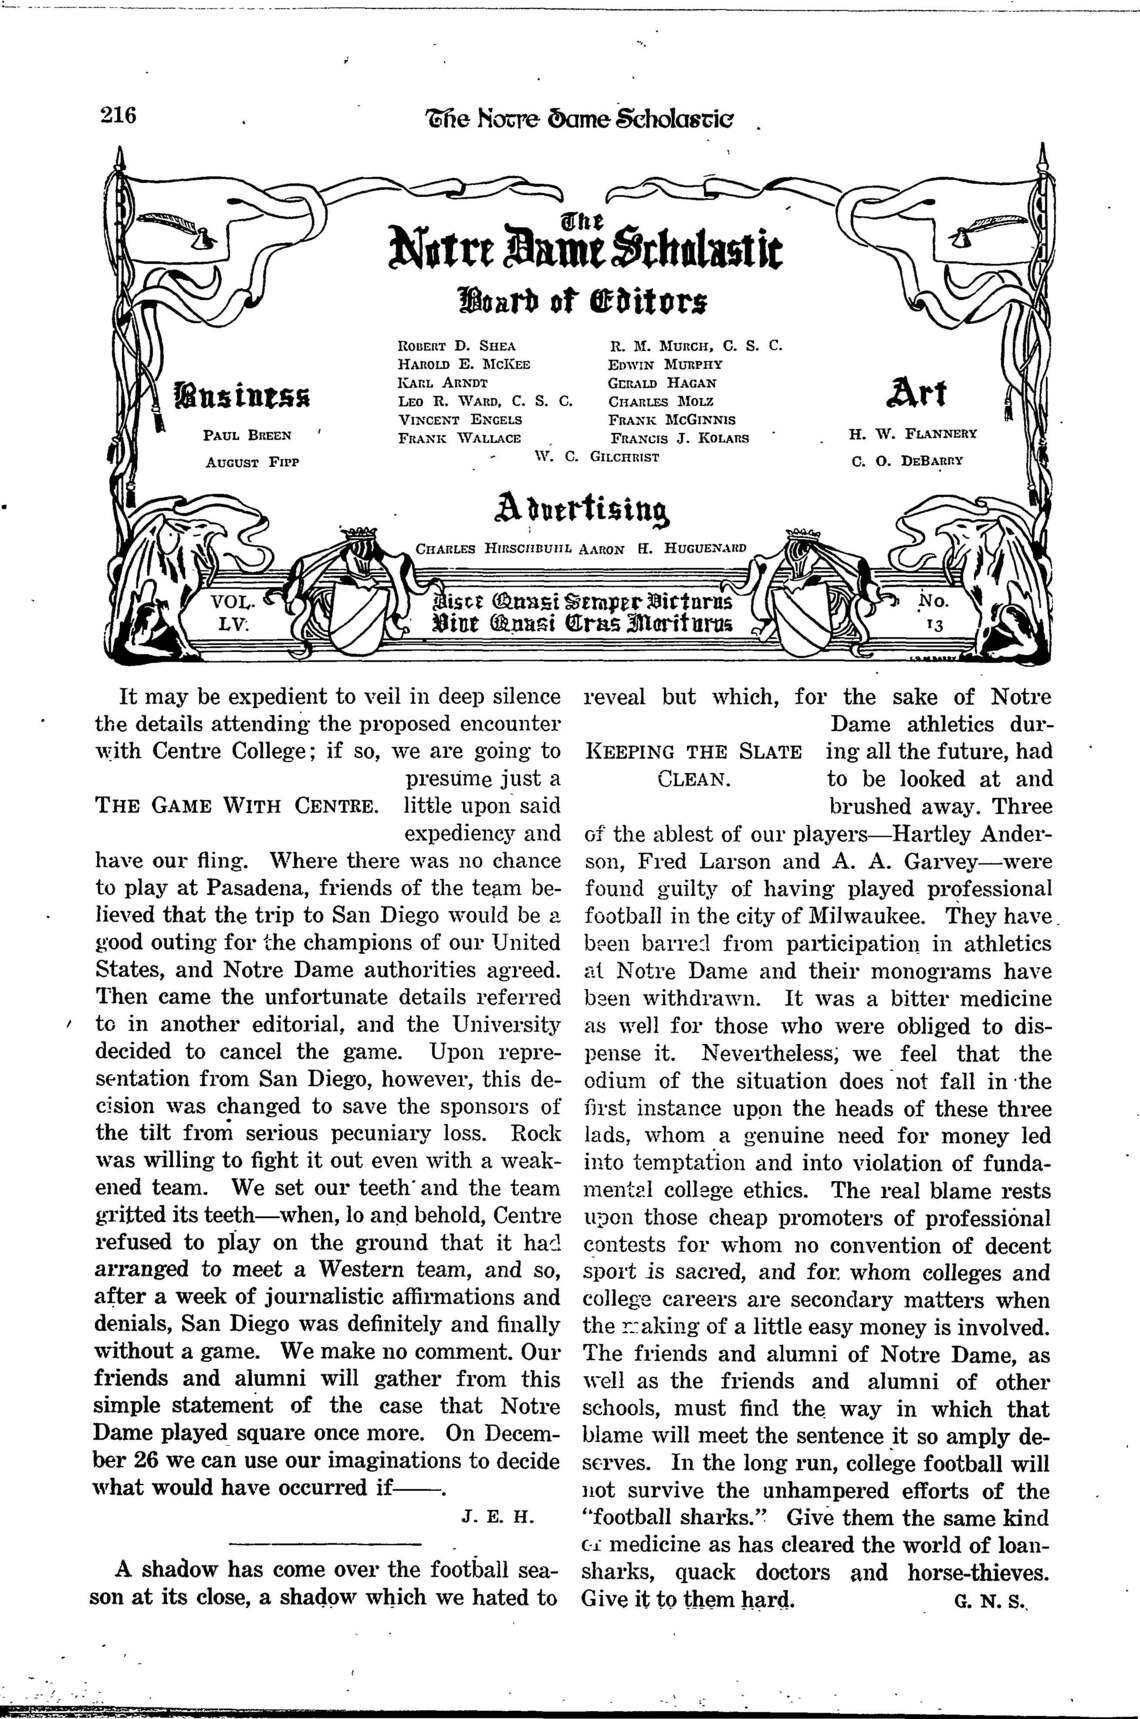 216
The Notre Dame Scholastic
The
Notre Dame Scholastic
Board of Editors
ROBERT D. SHEA
HAROLD E. MCKEE
KARL ARNDT
LEO R. WARD, C. S. C.
VINCENT ENGELS
FRANK WALLACE
R. M. MURCH, C. S. C.
EDWIN MURPHY
GERALD HAGAN
CHARLES MOLZ
FRANK MCGINNIS
FRANCIS J. KOLARS
W. C. GILCHRIST
Business
PAUL BREEN
AUGUST FIPP
Art
H. W. FLANNERY
C. O. DEBARRY
Advertising
CHARLES HIRSCHBUHL AARON H. HUGUENARD
VOL.
LV.
Disce Quasi Semper Victurus
Vive Quasi Cras Moriturus
No.
13
It may be expedient to veil in deep silence
the details attending the proposed encounter
with Centre College; if so, we are going to
presume just a
THE GAME WITH CENTRE. little upon said
expediency and
have our fling. Where there was no chance
to play at Pasadena, friends of the team be-
lieved that the trip to San Diego would be a
good outing for the champions of our United
States, and Notre Dame authorities agreed.
Then came the unfortunate details referred
to in another editorial, and the University
decided to cancel the game. Upon repre-
sentation from San Diego, however, this de-
cision was changed to save the sponsors of
the tilt from serious pecuniary loss. Rock
was willing to fight it out even with a weak-
ened team. We set our teeth and the team
gritted its teeth—when, lo and behold, Centre
refused to play on the ground that it had
arranged to meet a Western team, and so,
after a week of journalistic affirmations and
denials, San Diego was definitely and finally
without a game. We make no comment. Our
friends and alumni will gather from this
simple statement of the case that Notre
Dame played square once more. On Decem-
ber 26 we can use our imaginations to decide
what would have occurred if——.
J. E. H.
A shadow has come over the football sea-
son at its close, a shadow which we hated to
reveal but which, for the sake of Notre
Dame athletics dur-
KEEPING THE SLATE ing all the future, had
CLEAN. to be looked at and
brushed away. Three
of the ablest of our players—Hartley Ander-
son, Fred Larson and A. A. Garvey—were
found guilty of having played professional
football in the city of Milwaukee. They have
been barred from participation in athletics
at Notre Dame and their monograms have
been withdrawn. It was a bitter medicine
as well for those who were obliged to dis-
pense it. Nevertheless, we feel that the
odium of the situation does not fall in the
first instance upon the heads of these three
lads, whom a genuine need for money led
into temptation and into violation of funda-
mental college ethics. The real blame rests
upon those cheap promoters of professional
contests for whom no convention of decent
sport is sacred, and for whom colleges and
college careers are secondary matters when
the making of a little easy money is involved.
The friends and alumni of Notre Dame, as
well as the friends and alumni of other
schools, must find the way in which that
blame will meet the sentence it so amply de-
serves. In the long run, college football will
not survive the unhampered efforts of the
"football sharks." Give them the same kind
of medicine as has cleared the world of loan-
sharks, quack doctors and horse-thieves.
Give it to them hard. G. N. S.